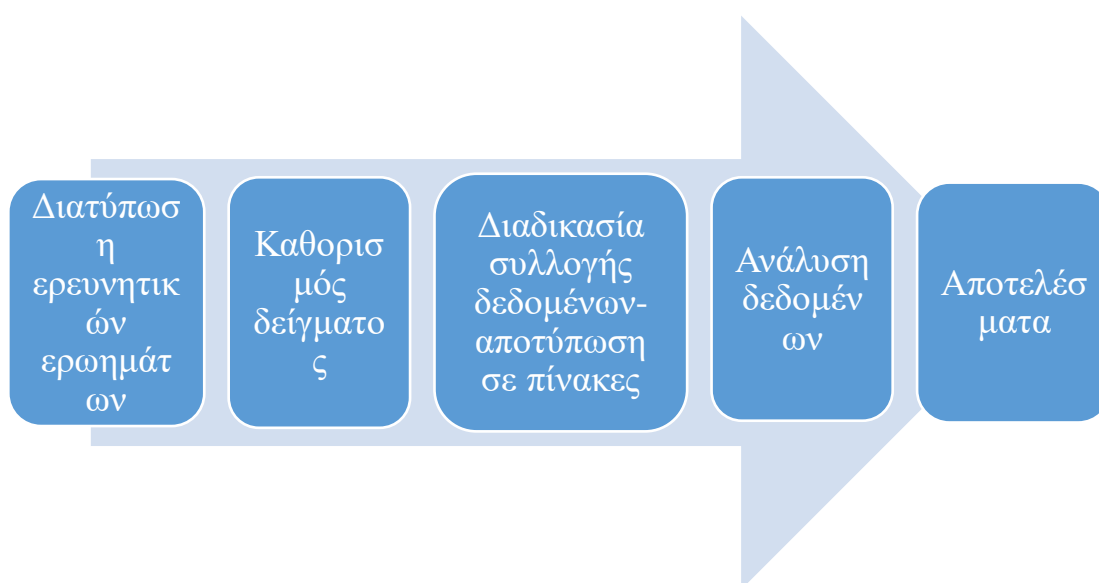 Διατύπωσ
η
ερευνητικ
ών
ερωημάτ
ων
Καθορισ
μός
δείγματο
ς
Διαδικασία
συλλογής
δεδομένων-
αποτύπωση
σε πίνακες
Ανάλυση
δεδομέν
ων
Αποτελέσ
ματα